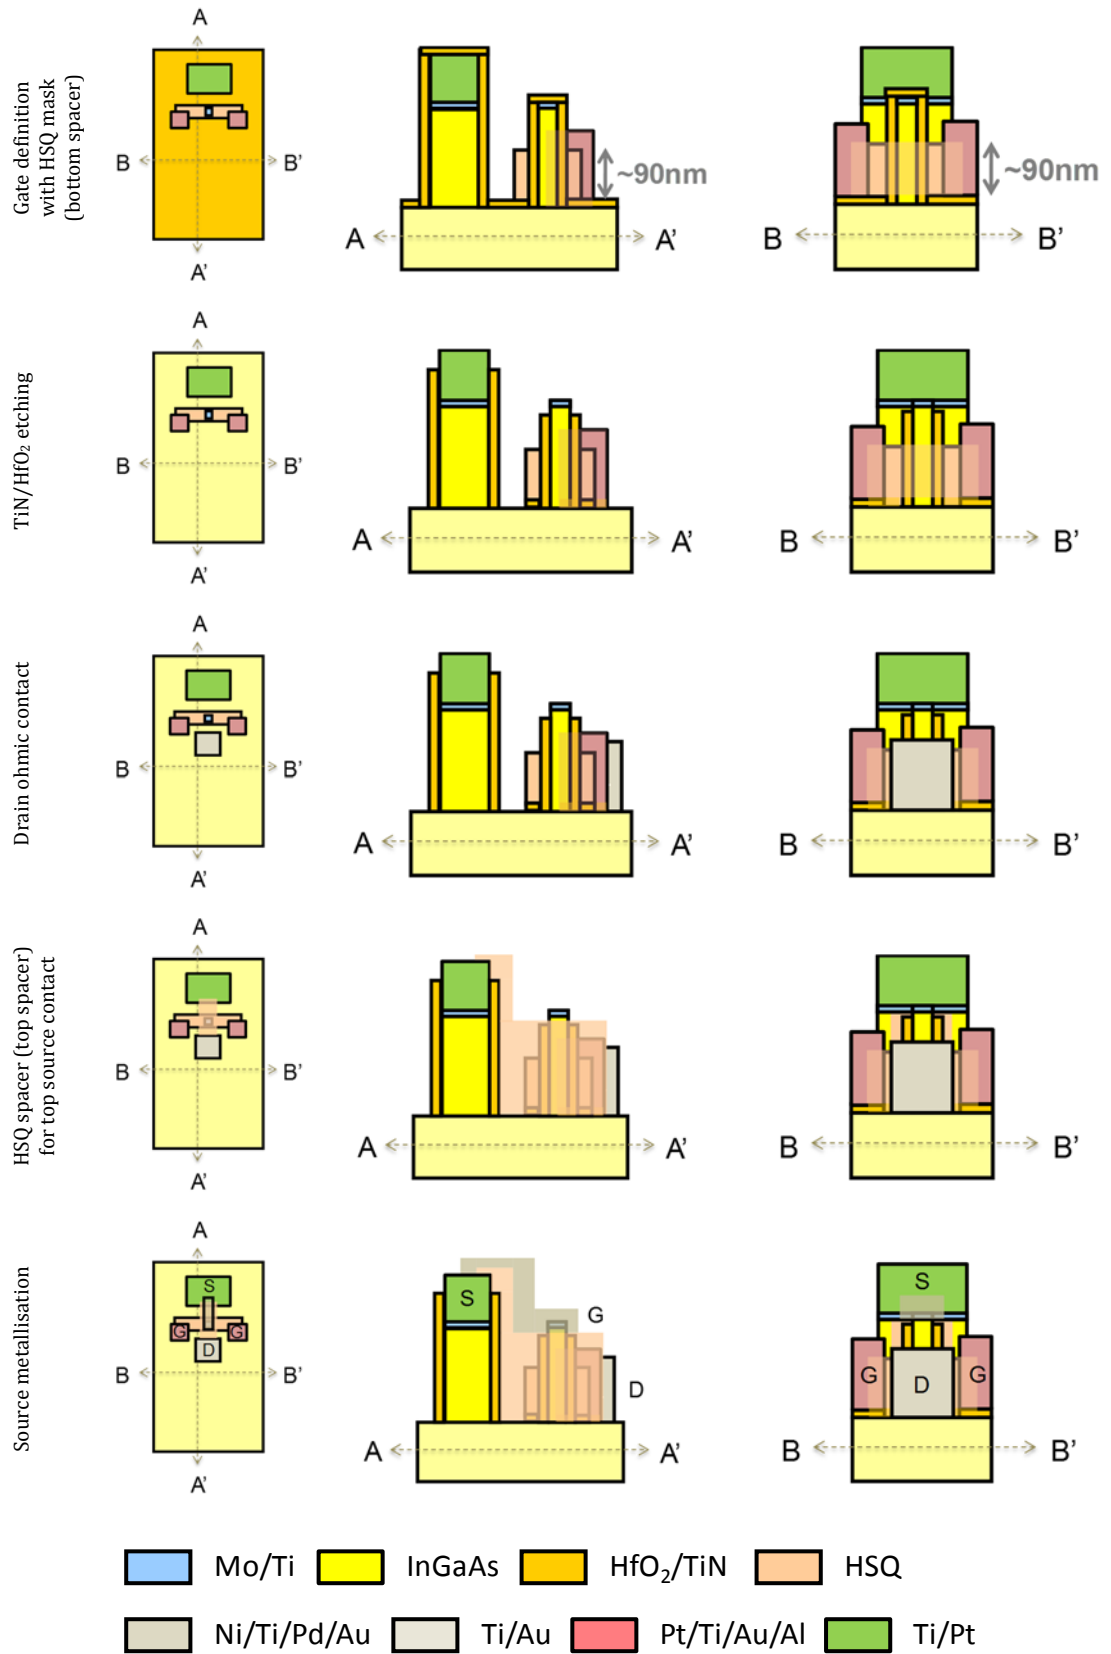 Gate definition
with HSQ mask
(bottom spacer)
A
B B'
A'
~90nm
A A'
~90nm
B B'
TiN/HfO₂ etching
A
B B'
A'
A A'
B B'
Drain ohmic contact
A
B B'
A'
A A'
B B'
HSQ spacer (top spacer)
for top source contact
A
B B'
A'
A A'
B B'
Source metallisation
A
S
G G
D
B B'
A'
S
G
D
A A'
S
G D G
B B'
Mo/Ti InGaAs HfO₂/TiN HSQ
Ni/Ti/Pd/Au Ti/Au Pt/Ti/Au/Al Ti/Pt